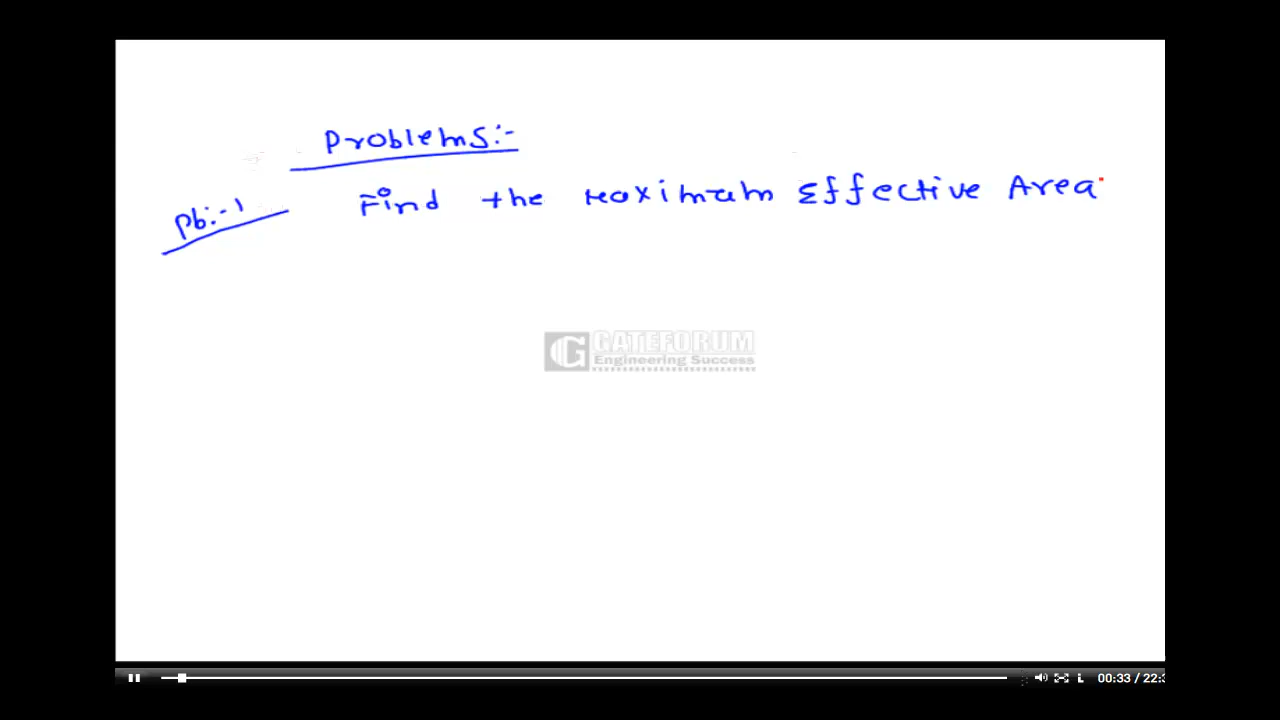 Problems:-
Pb:-1 Find the Maximum Effective Area
GATEFORUM
Engineering Success
00:33 / 22:3